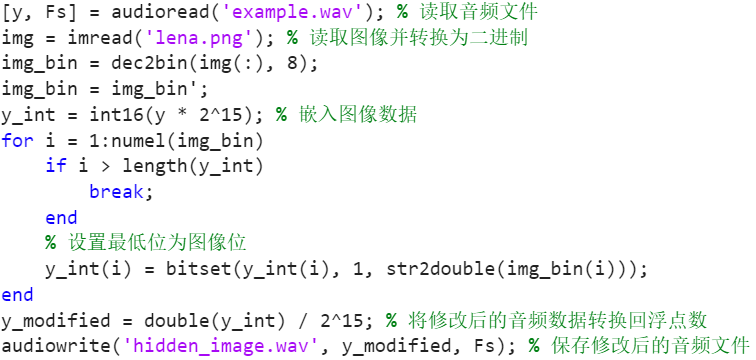 [y, Fs] = audioread('example.wav'); % 读取音频文件
img = imread('lena.png'); % 读取图像并转换为二进制
img_bin = dec2bin(img(:), 8);
img_bin = img_bin';
y_int = int16(y * 2^15); % 嵌入图像数据
for i = 1:numel(img_bin)
    if i > length(y_int)
        break;
    end
    % 设置最低位为图像位
    y_int(i) = bitset(y_int(i), 1, str2double(img_bin(i)));
end
y_modified = double(y_int) / 2^15; % 将修改后的音频数据转换回浮点数
audiowrite('hidden_image.wav', y_modified, Fs); % 保存修改后的音频文件